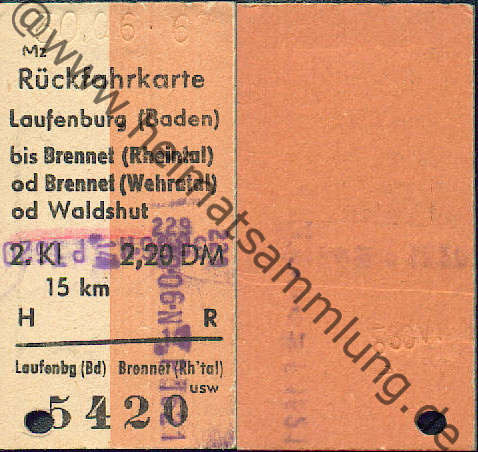 Mz
Rückfahrkarte
Laufenburg (Baden)
bis Brennet (Rheintal)
od Brennet (Wehratal)
od Waldshut
2. Kl 2,20 DM
15 km
H R
Laufenbg (Bd) Brennet (Rh'tal)
usw
5420
@www.heimatsammlung.de